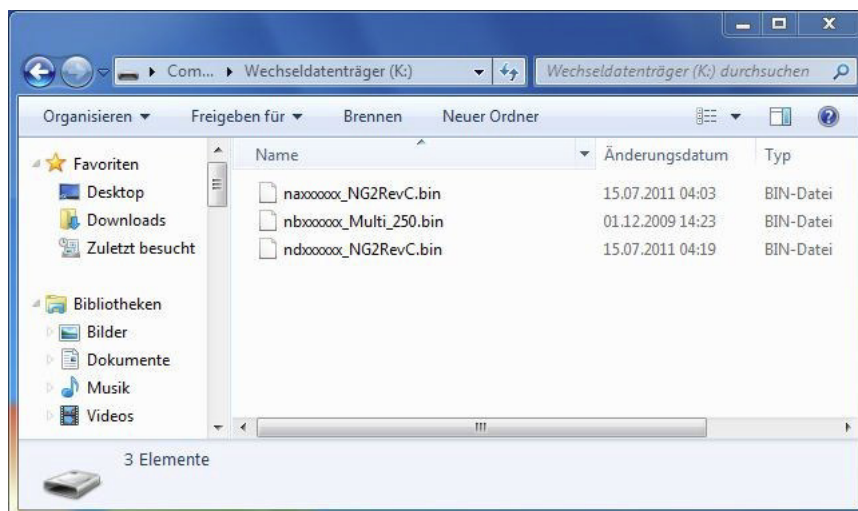 Com... Wechseldatenträger (K:) Wechseldatenträger (K:) durchsuchen
Organisieren Freigeben für Brennen Neuer Ordner
Name Änderungsdatum Typ
Favoriten
Desktop naxxxxxx_NG2RevC.bin 15.07.2011 04:03 BIN-Datei
Downloads nbxxxxxx_Multi_250.bin 01.12.2009 14:23 BIN-Datei
Zuletzt besucht ndxxxxxx_NG2RevC.bin 15.07.2011 04:19 BIN-Datei
Bibliotheken
Bilder
Dokumente
Musik
Videos
3 Elemente